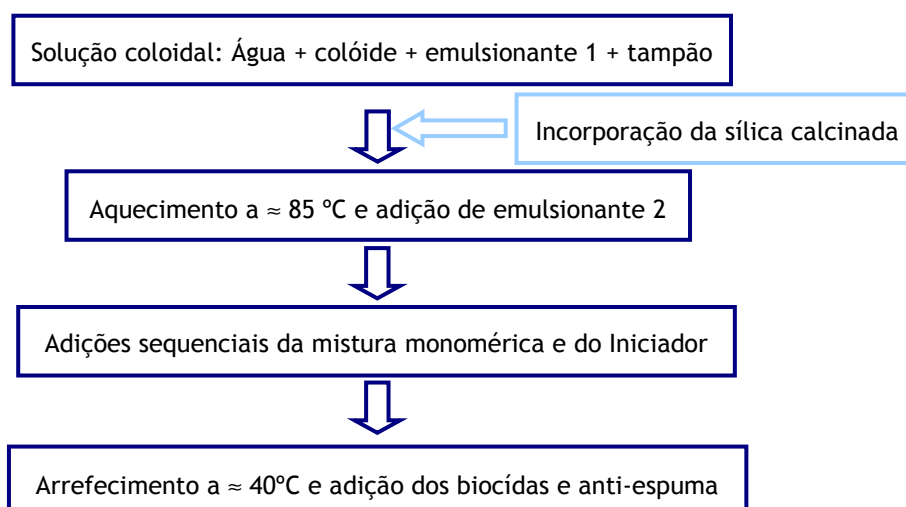 Solução coloidal: Água + colóide + emulsionante 1 + tampão
Incorporação da sílica calcinada
Aquecimento a ≈ 85 ºC e adição de emulsionante 2
Adições sequenciais da mistura monomérica e do Iniciador
Arrefecimento a ≈ 40ºC e adição dos biocídas e anti-espuma